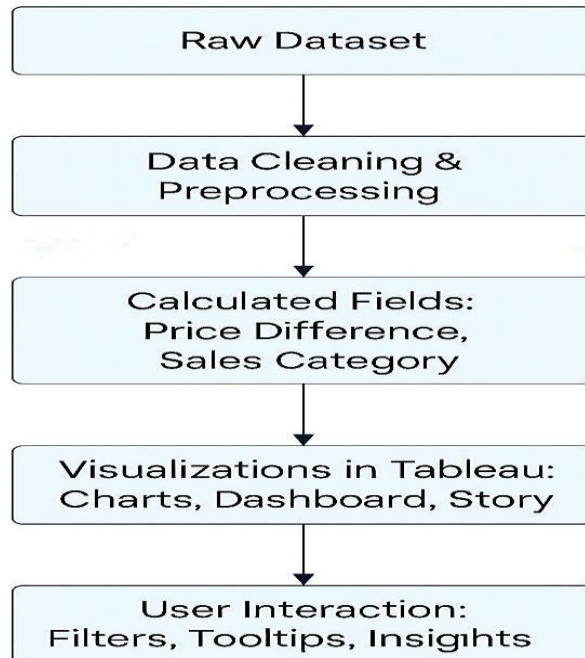 Raw Dataset
Data Cleaning &
Preprocessing
Calculated Fields:
Price Difference,
Sales Category
Visualizations in Tableau:
Charts, Dashboard, Story
User Interaction:
Filters, Tooltips, Insights